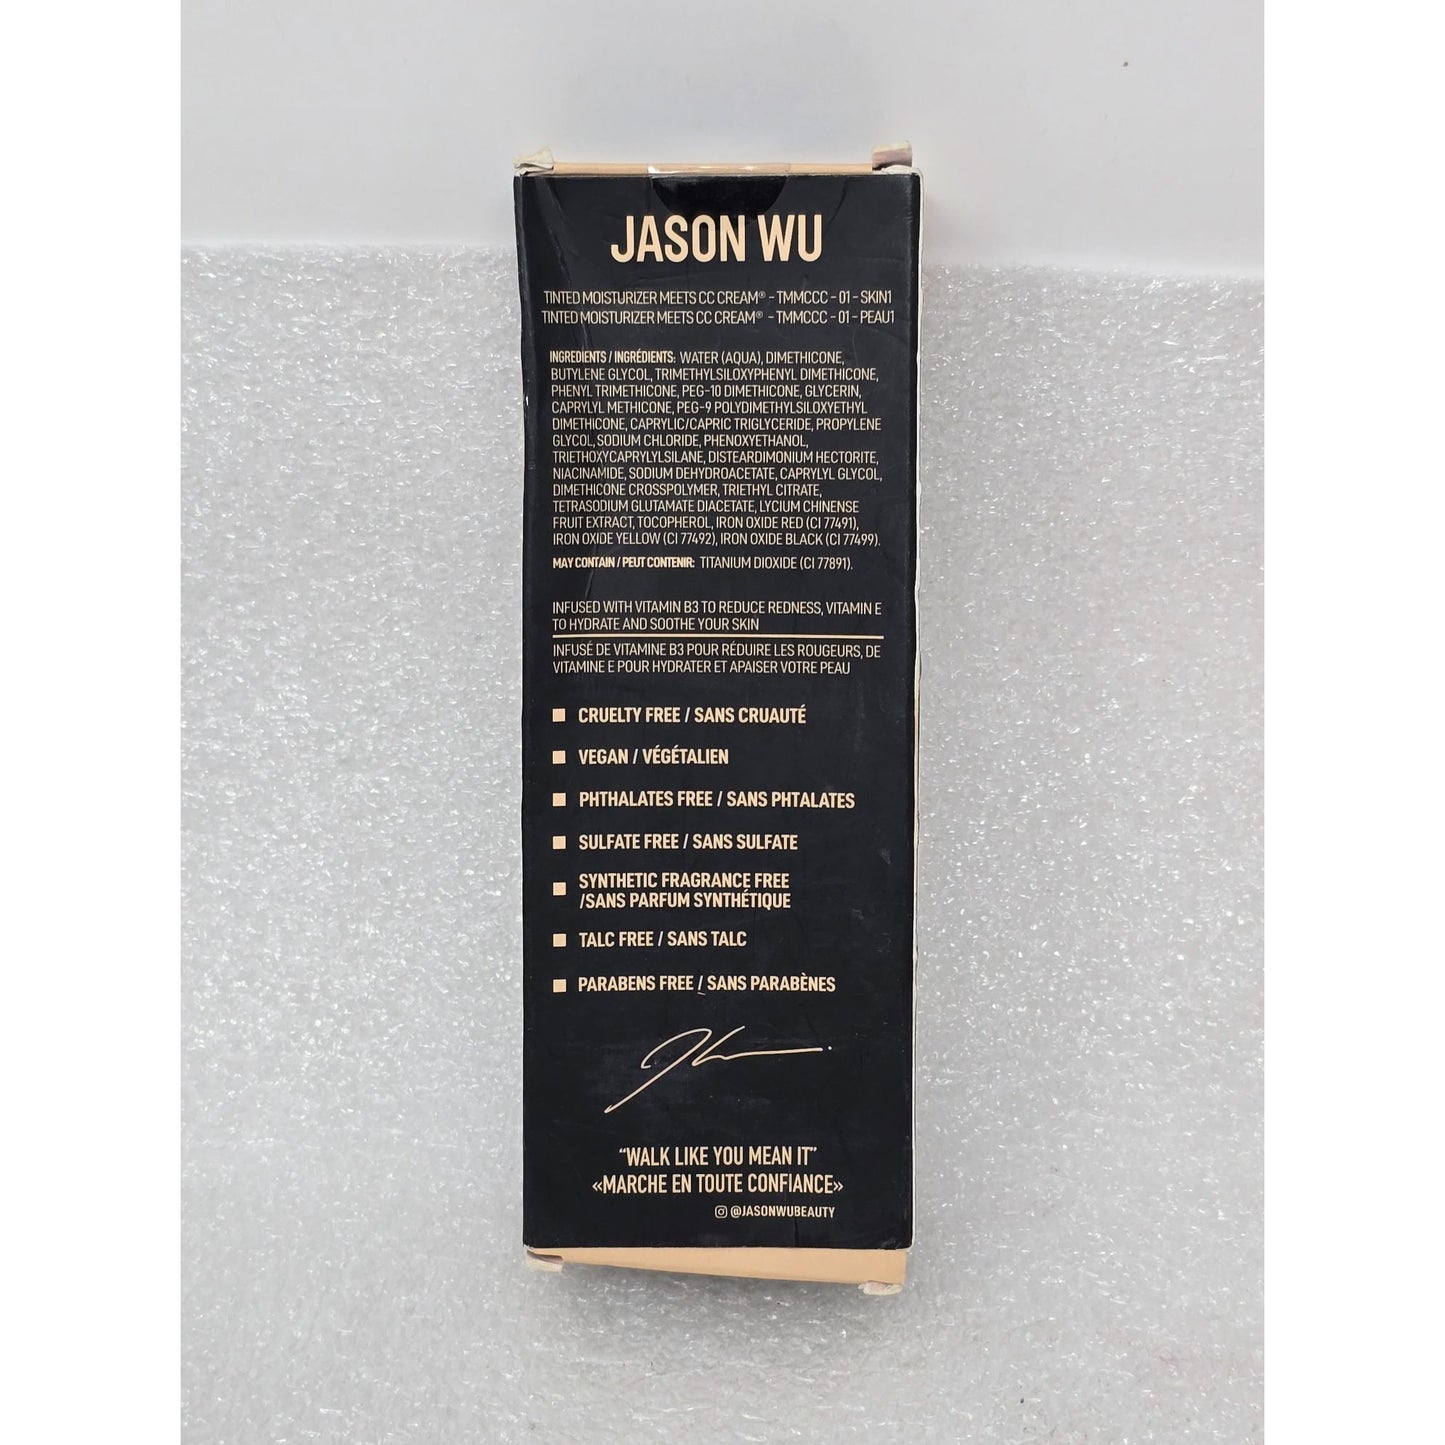 JASON WU
TINTED MOISTURIZER MEETS CC CREAM® - TMMCCC - 01 - SKIN1
TINTED MOISTURIZER MEETS CC CREAM® - TMMCCC - 01 - PEAU1
INGREDIENTS / INGRÉDIENTS: WATER (AQUA), DIMETHICONE,
BUTYLENE GLYCOL, TRIMETHYLSILOXYPHENYL DIMETHICONE,
PHENYL TRIMETHICONE, PEG-10 DIMETHICONE, GLYCERIN,
CAPRYLYL METHICONE, PEG-9 POLYDIMETHYLSILOXYETHYL
DIMETHICONE, CAPRYLIC/CAPRIC TRIGLYCERIDE, PROPYLENE
GLYCOL, SODIUM CHLORIDE, PHENOXYETHANOL,
TRIETHOXYCAPRYLYLSILANE, DISTEARDIMONIUM HECTORITE,
NIACINAMIDE, SODIUM DEHYDROACETATE, CAPRYLYL GLYCOL,
DIMETHICONE CROSSPOLYMER, TRIETHYL CITRATE,
TETRASODIUM GLUTAMATE DIACETATE, LYCIUM CHINENSE
FRUIT EXTRACT, TOCOPHEROL, IRON OXIDE RED (CI 77491),
IRON OXIDE YELLOW (CI 77492), IRON OXIDE BLACK (CI 77499).
MAY CONTAIN / PEUT CONTENIR: TITANIUM DIOXIDE (CI 77891).
INFUSED WITH VITAMIN B3 TO REDUCE REDNESS, VITAMIN E
TO HYDRATE AND SOOTHE YOUR SKIN
INFUSÉ DE VITAMINE B3 POUR RÉDUIRE LES ROUGEURS, DE
VITAMINE E POUR HYDRATER ET APAISER VOTRE PEAU
CRUELTY FREE / SANS CRUAUTÉ
VEGAN / VÉGÉTALIEN
PHTHALATES FREE / SANS PHTALATES
SULFATE FREE / SANS SULFATE
SYNTHETIC FRAGRANCE FREE
/SANS PARFUM SYNTHÉTIQUE
TALC FREE / SANS TALC
PARABENS FREE / SANS PARABÈNES
“WALK LIKE YOU MEAN IT”
«MARCHE EN TOUTE CONFIANCE»
@JASONWUBEAUTY